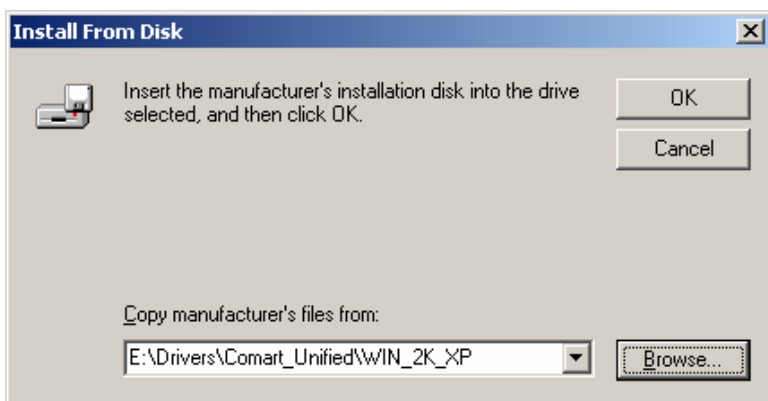 Install From Disk
Insert the manufacturer's installation disk into the drive
selected, and then click OK.
OK
Cancel
Copy manufacturer's files from:
E:\Drivers\Comart_Unified\WIN_2K_XP
Browse...